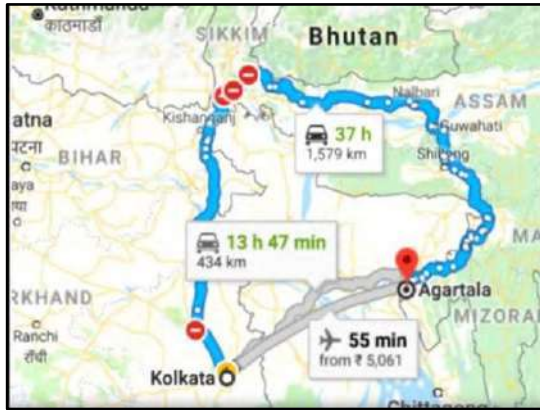 काठमाडौं
SIKKIM
Bhutan
Nalbari
ASSAM
Kishanganj
Guwahati
atna
पटना
37 h
1,579 km
Shillong
BIHAR
aya
13 h 47 min
434 km
Agartala
RKHAND
MIZORA
Ranchi
राँची
55 min
from ₹ 5,061
Kolkata